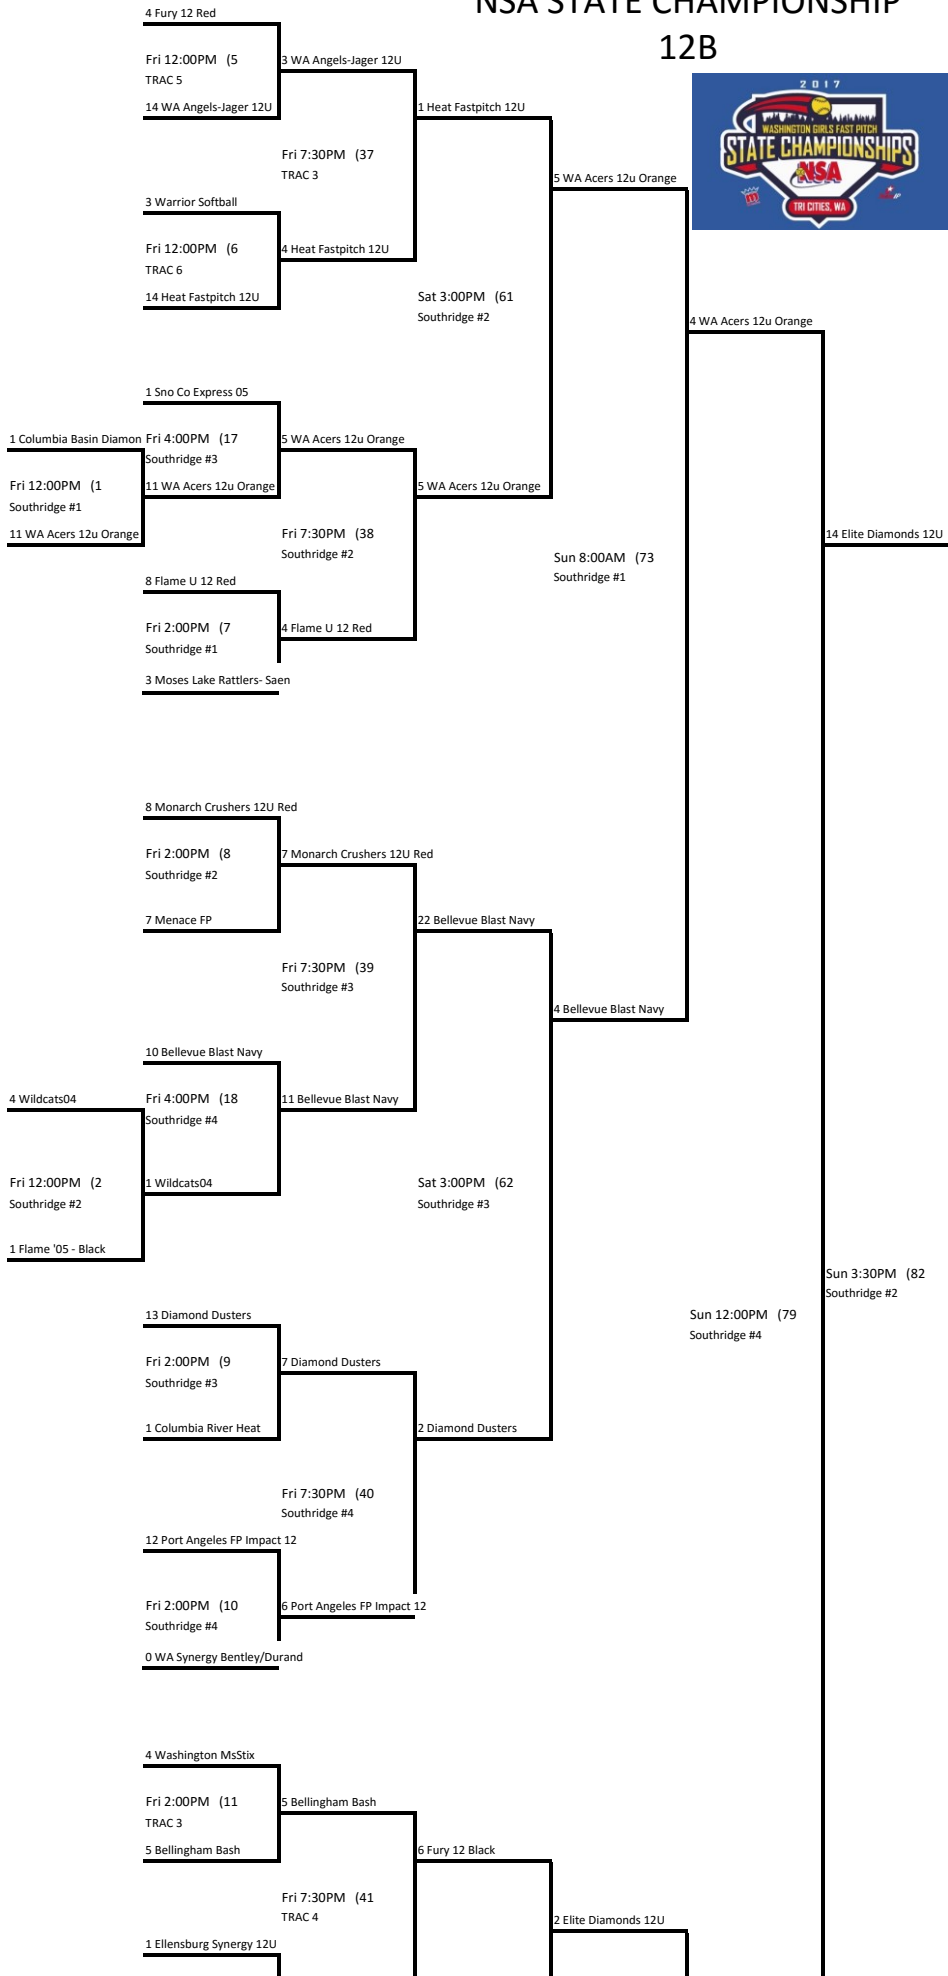 NSA STATE CHAMPIONSHIP
12B
2017
WASHINGTON GIRLS FAST PITCH
STATE CHAMPIONSHIPS
NSA
TRI CITIES, WA
4 Fury 12 Red
Fri 12:00PM (5
TRAC 5
3 WA Angels-Jager 12U
14 WA Angels-Jager 12U
1 Heat Fastpitch 12U
Fri 7:30PM (37
TRAC 3
5 WA Acers 12u Orange
3 Warrior Softball
Fri 12:00PM (6
TRAC 6
4 Heat Fastpitch 12U
14 Heat Fastpitch 12U
Sat 3:00PM (61
Southridge #2
4 WA Acers 12u Orange
1 Sno Co Express 05
1 Columbia Basin Diamon
Fri 4:00PM (17
Southridge #3
5 WA Acers 12u Orange
Fri 12:00PM (1
Southridge #1
11 WA Acers 12u Orange
5 WA Acers 12u Orange
11 WA Acers 12u Orange
Fri 7:30PM (38
Southridge #2
14 Elite Diamonds 12U
Sun 8:00AM (73
Southridge #1
8 Flame U 12 Red
Fri 2:00PM (7
Southridge #1
4 Flame U 12 Red
3 Moses Lake Rattlers- Saen
8 Monarch Crushers 12U Red
Fri 2:00PM (8
Southridge #2
7 Monarch Crushers 12U Red
7 Menace FP
22 Bellevue Blast Navy
Fri 7:30PM (39
Southridge #3
4 Bellevue Blast Navy
10 Bellevue Blast Navy
4 Wildcats04
Fri 4:00PM (18
Southridge #4
11 Bellevue Blast Navy
Fri 12:00PM (2
Southridge #2
1 Wildcats04
Sat 3:00PM (62
Southridge #3
1 Flame '05 - Black
Sun 3:30PM (82
Southridge #2
13 Diamond Dusters
Sun 12:00PM (79
Southridge #4
Fri 2:00PM (9
Southridge #3
7 Diamond Dusters
1 Columbia River Heat
2 Diamond Dusters
Fri 7:30PM (40
Southridge #4
12 Port Angeles FP Impact 12
Fri 2:00PM (10
Southridge #4
6 Port Angeles FP Impact 12
0 WA Synergy Bentley/Durand
4 Washington MsStix
Fri 2:00PM (11
TRAC 3
5 Bellingham Bash
5 Bellingham Bash
6 Fury 12 Black
Fri 7:30PM (41
TRAC 4
2 Elite Diamonds 12U
1 Ellensburg Synergy 12U